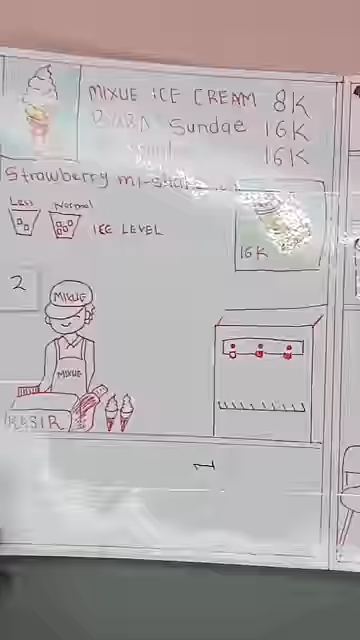 MIXUE ICE CREAM 8K
Sundae 16K
16K
Strawberry mi-shake
Less Normal
ICE LEVEL
16K
2
MIXUE
MIXUE
KASIR
1